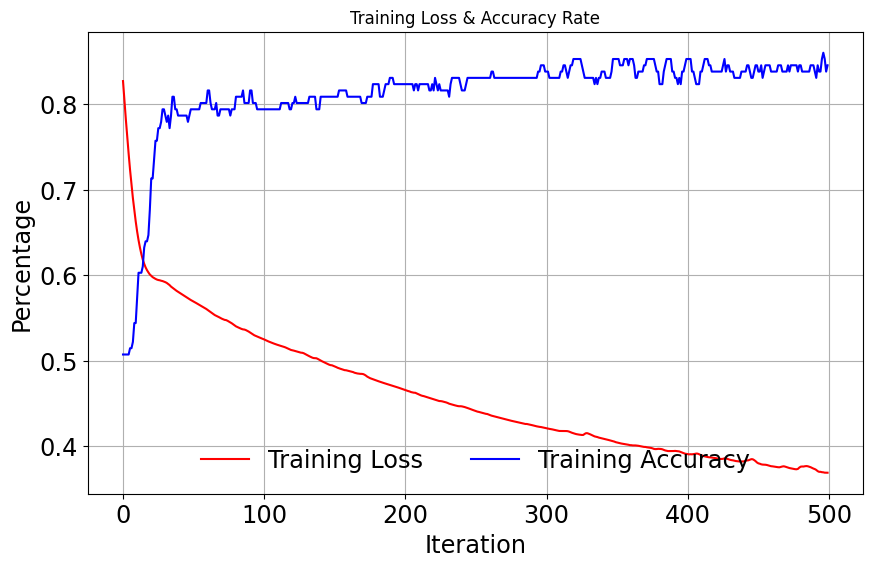 Training Loss & Accuracy Rate
Percentage
0.8
0.7
0.6
0.5
0.4
Training Loss Training Accuracy
0 100 200 300 400 500
Iteration